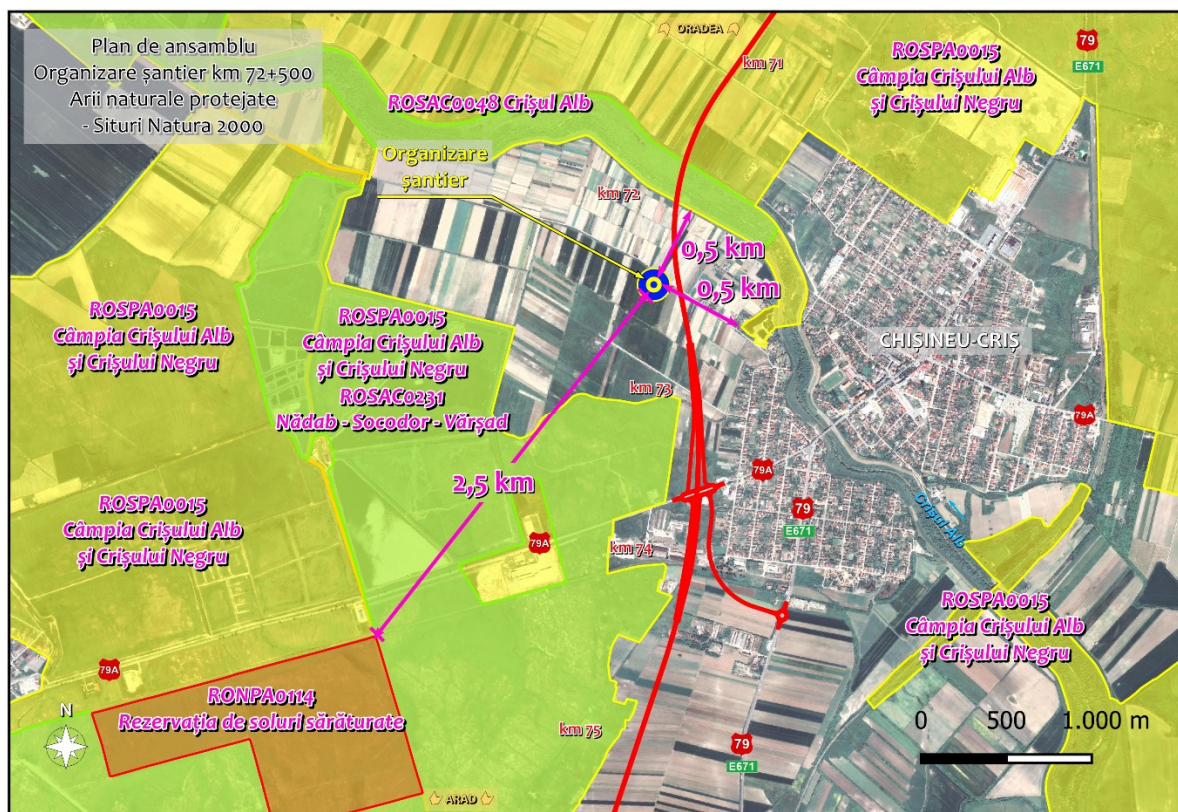 Plan de ansamblu
Organizare șantier km 72+500
Arii naturale protejate
- Situri Natura 2000
ORADEA
km 71
79
E671
ROSPA0015
Câmpia Crișului Alb
și Crișului Negru
ROSAC0048 Crișul Alb
Organizare
șantier
km 72
0,5 km
0,5 km
ROSPA0015
Câmpia Crișului Alb
și Crișului Negru
ROSPA0015
Câmpia Crișului Alb
și Crișului Negru
ROSAC0231
Nădab - Socodor - Vărșad
CHIȘINEU-CRIȘ
km 73
79A
2,5 km
79A
79
E671
Crișul Alb
ROSPA0015
Câmpia Crișului Alb
și Crișului Negru
79A
km 74
ROSPA0015
Câmpia Crișului Alb
și Crișului Negru
79A
RONPA0114
Rezervația de soluri sărăturate
N
km 75
79
E671
0 500 1.000 m
ARAD